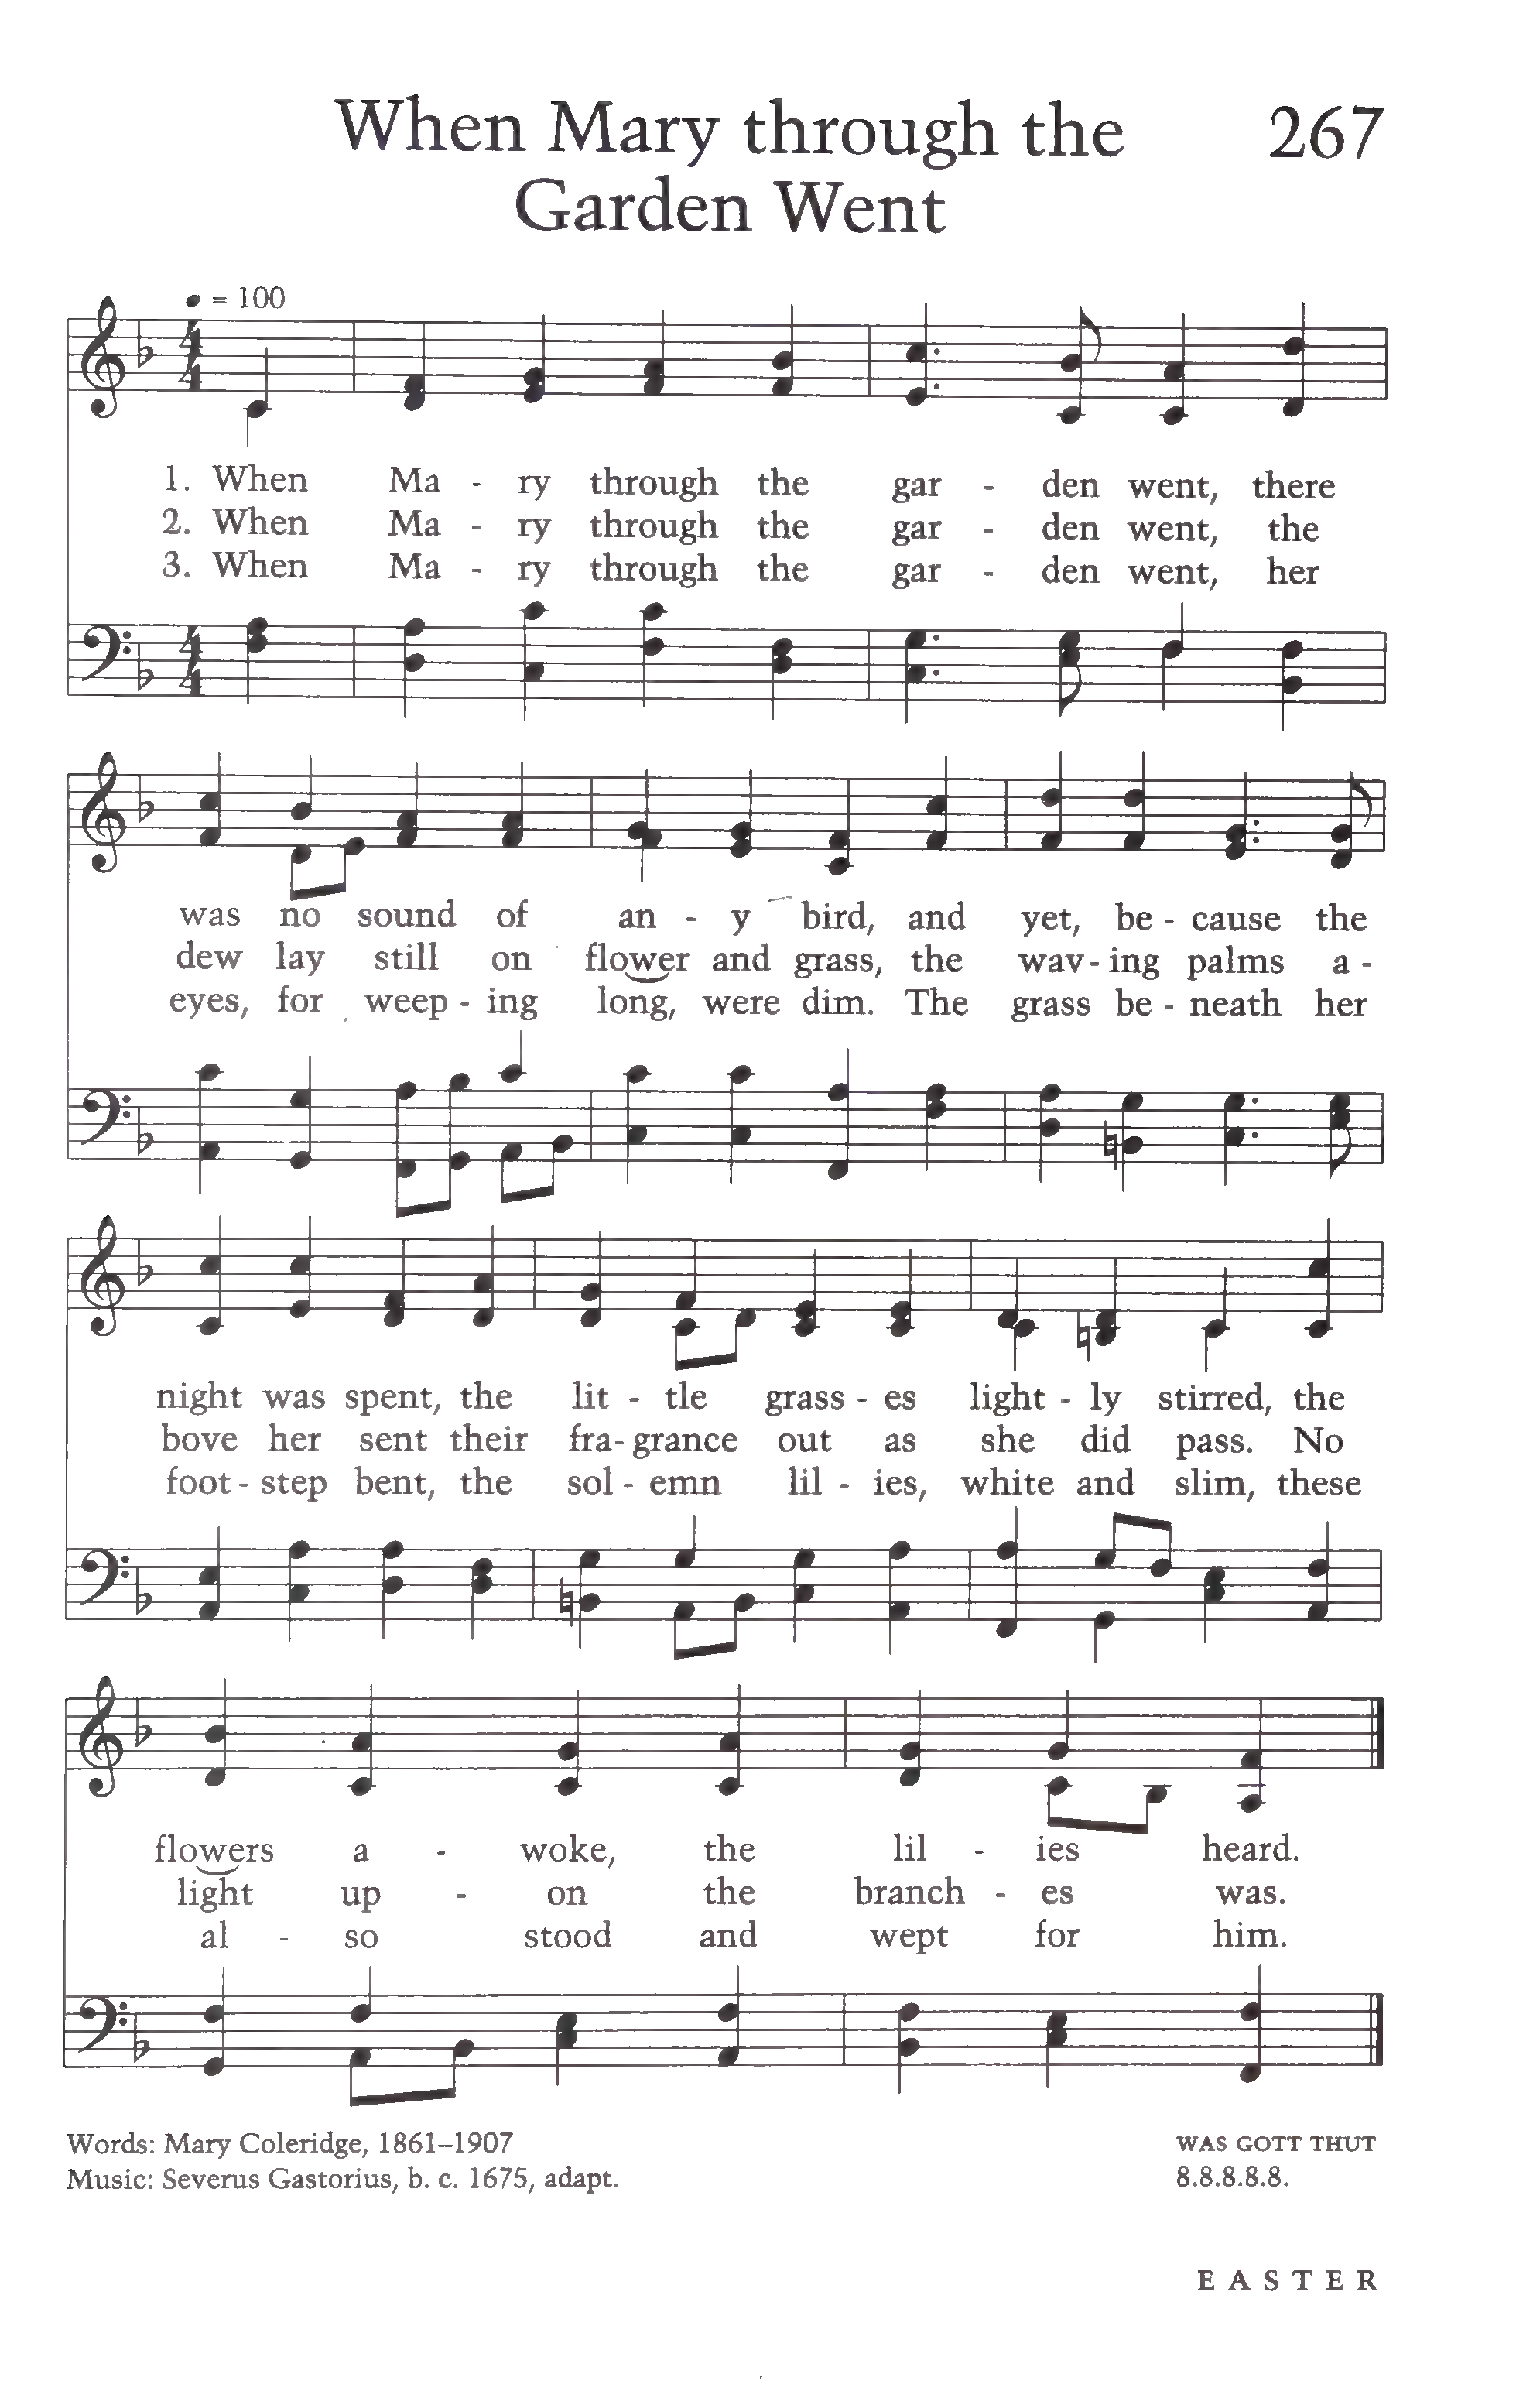 When Mary through the 267
Garden Went
= 100
1. When Ma - ry through the gar - den went, there
2. When Ma - ry through the gar - den went, the
3. When Ma - ry through the gar - den went, her
was no sound of an - y bird, and yet, be - cause the
dew lay still on flower and grass, the wav - ing palms a -
eyes, for weep - ing long, were dim. The grass be - neath her
night was spent, the lit - tle grass - es light - ly stirred, the
bove her sent their fra - grance out as she did pass. No
foot - step bent, the sol - emn lil - ies, white and slim, these
flowers a - woke, the lil - ies heard.
light up - on the branch - es was.
al - so stood and wept for him.
Words: Mary Coleridge, 1861–1907 WAS GOTT THUT
Music: Severus Gastorius, b. c. 1675, adapt. 8.8.8.8.8.
EASTER